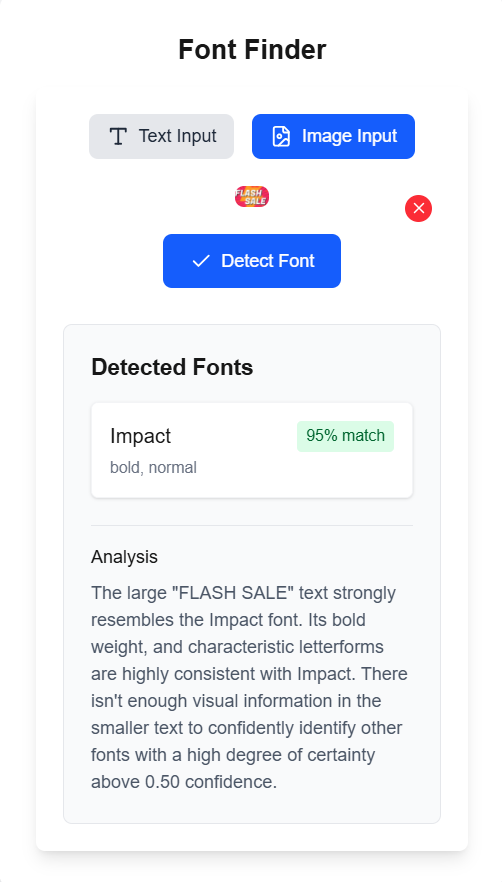 Font Finder
Text Input
Image Input
FLASH
SALE
Detect Font
Detected Fonts
Impact
95% match
bold, normal
Analysis
The large "FLASH SALE" text strongly
resembles the Impact font. Its bold
weight, and characteristic letterforms
are highly consistent with Impact. There
isn't enough visual information in the
smaller text to confidently identify other
fonts with a high degree of certainty
above 0.50 confidence.